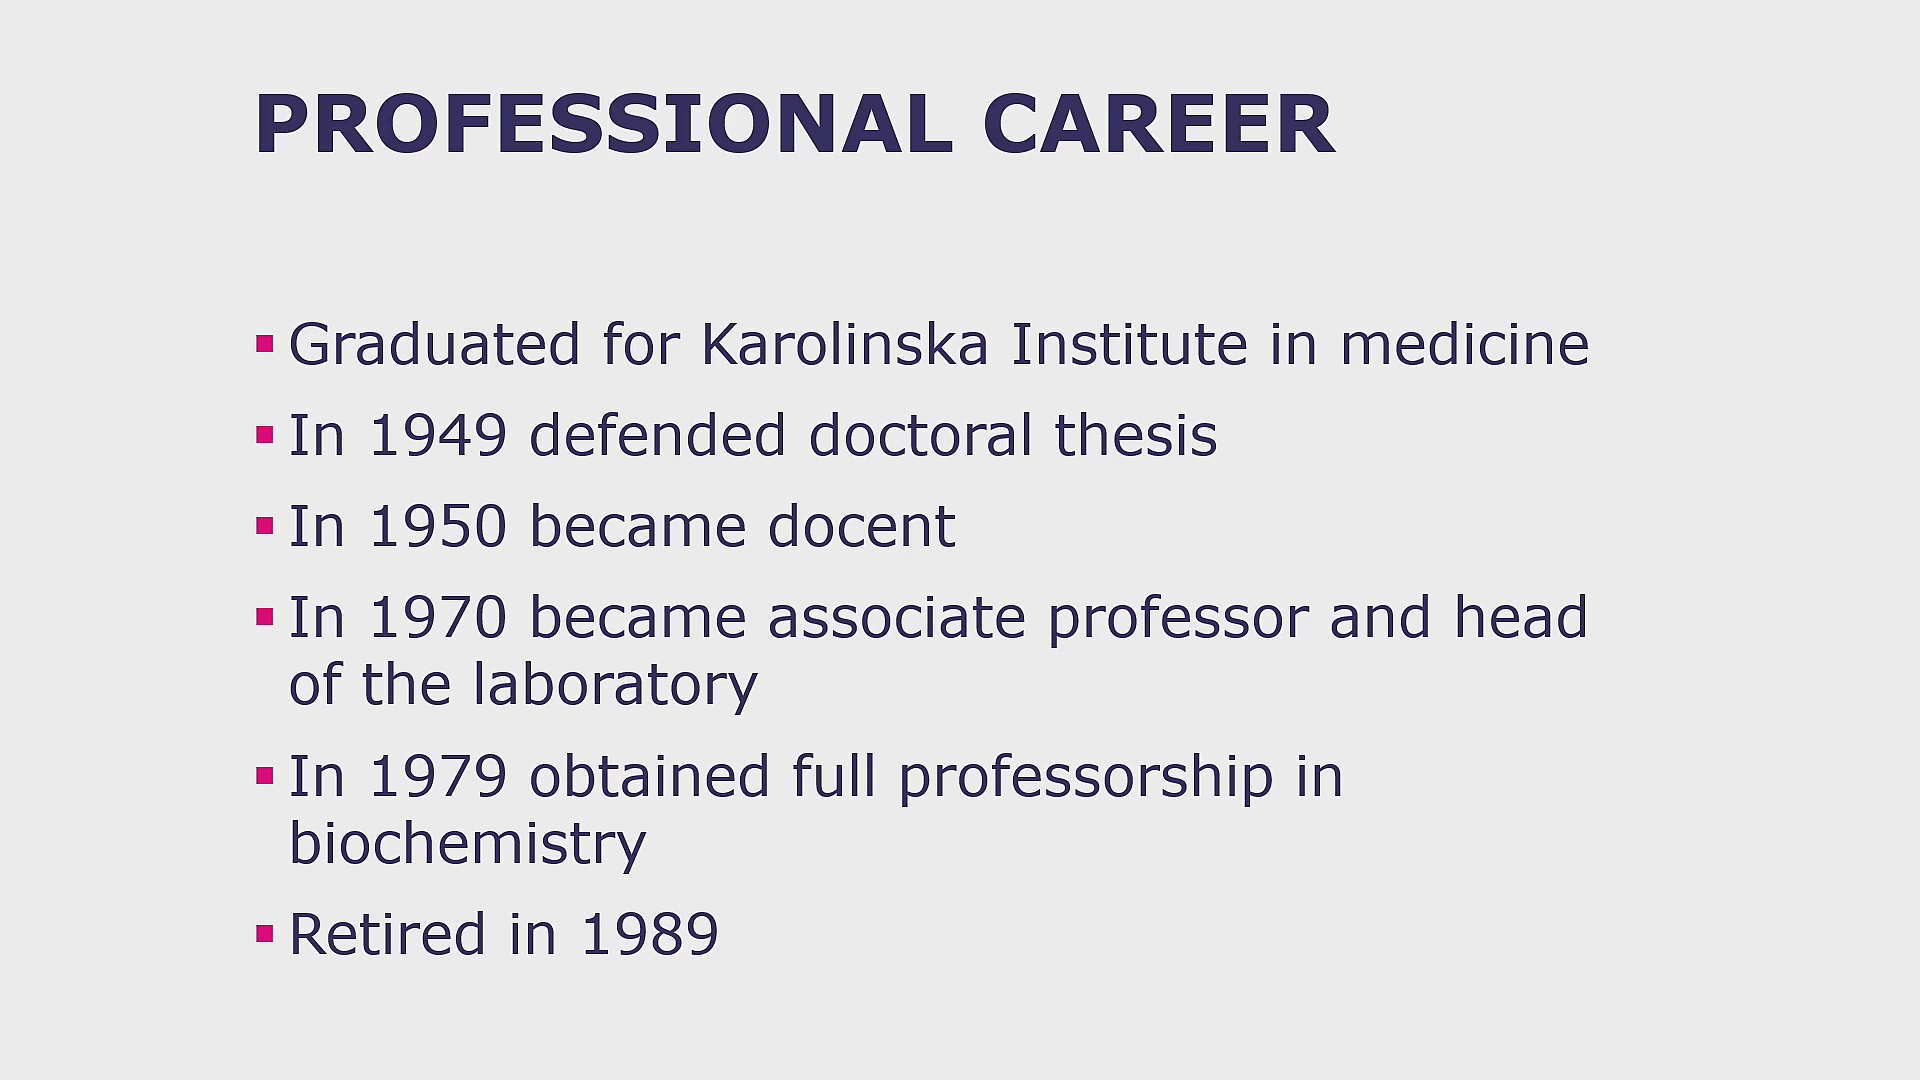 PROFESSIONAL CAREER
▪ Graduated for Karolinska Institute in medicine
▪ In 1949 defended doctoral thesis
▪ In 1950 became docent
▪ In 1970 became associate professor and head
of the laboratory
▪ In 1979 obtained full professorship in
biochemistry
▪ Retired in 1989